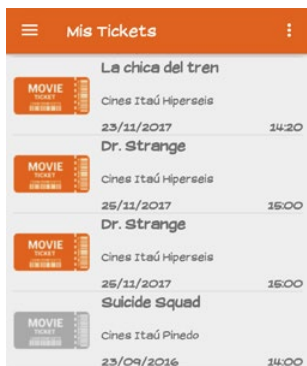 Mis Tickets
La chica del tren
MOVIE
TICKET
Cines Itaú Hiperseis
23/11/2017 14:20
Dr. Strange
MOVIE
TICKET
Cines Itaú Hiperseis
25/11/2017 15:00
Dr. Strange
MOVIE
TICKET
Cines Itaú Hiperseis
25/11/2017 15:00
Suicide Squad
MOVIE
TICKET
Cines Itaú Pinedo
23/09/2016 14:00